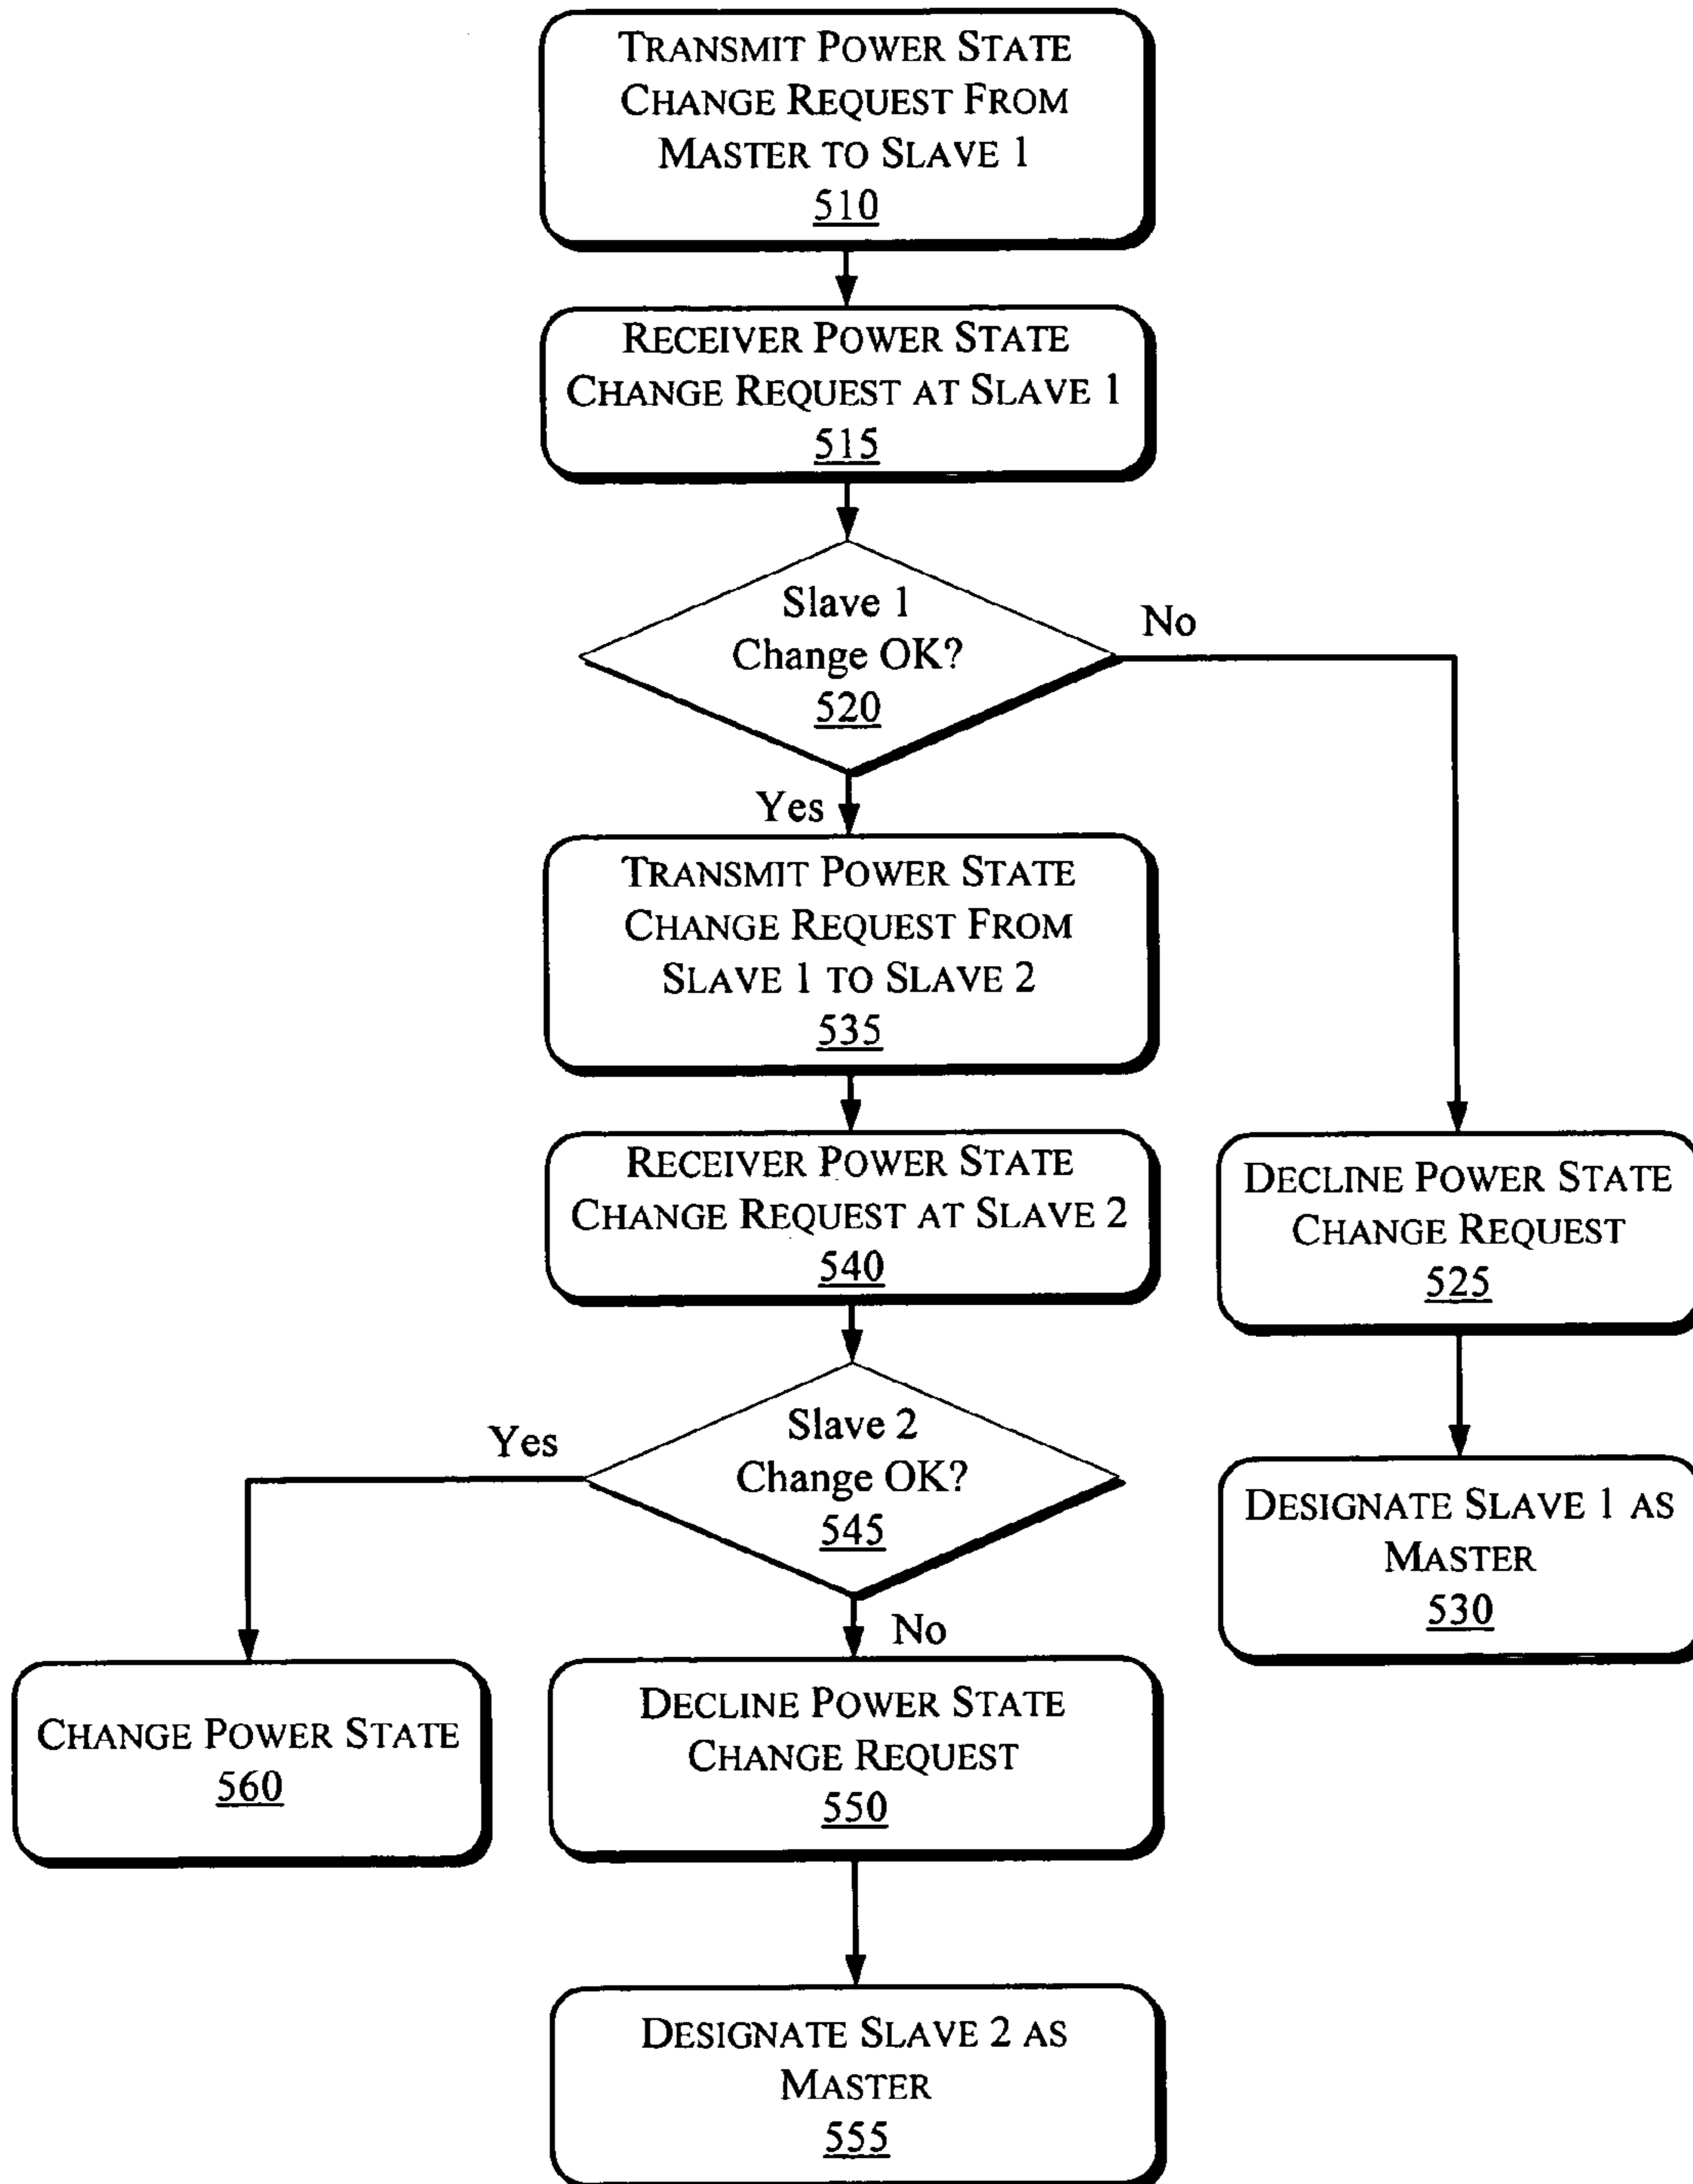 TRANSMIT POWER STATE
CHANGE REQUEST FROM
MASTER TO SLAVE 1
510
RECEIVER POWER STATE
CHANGE REQUEST AT SLAVE 1
515
Slave 1
Change OK?
520
No
Yes
TRANSMIT POWER STATE
CHANGE REQUEST FROM
SLAVE 1 TO SLAVE 2
535
RECEIVER POWER STATE
CHANGE REQUEST AT SLAVE 2
540
DECLINE POWER STATE
CHANGE REQUEST
525
Slave 2
Change OK?
545
Yes
No
DESIGNATE SLAVE 1 AS
MASTER
530
CHANGE POWER STATE
560
DECLINE POWER STATE
CHANGE REQUEST
550
DESIGNATE SLAVE 2 AS
MASTER
555